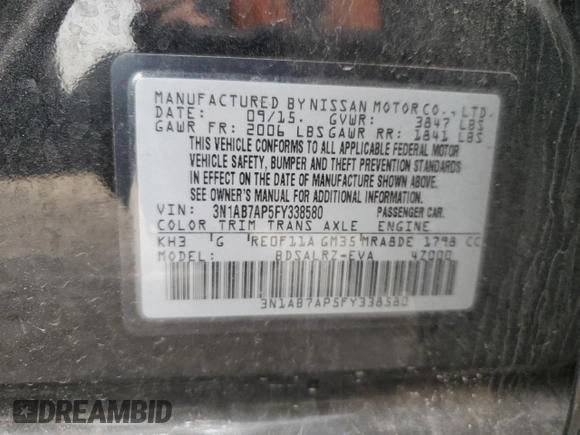 MANUFACTURED BY NISSAN MOTOR CO., LTD.
DATE: 09/15. GVWR: 3847 LBS
GAWR FR: 2006 LBS GAWR RR: 1841 LBS
THIS VEHICLE CONFORMS TO ALL APPLICABLE FEDERAL MOTOR
VEHICLE SAFETY, BUMPER AND THEFT PREVENTION STANDARDS
IN EFFECT ON THE DATE OF MANUFACTURE SHOWN ABOVE.
SEE OWNER'S MANUAL FOR ADDITIONAL INFORMATION.
VIN: 3N1AB7AP5FY338580 PASSENGER CAR.
COLOR TRIM TRANS AXLE ENGINE
KH3 G RE0F11A GM35 MRA8DE 1798 CC
MODEL: BDSALRZ-EVA 4Z000
3N1AB7AP5FY338580
DREAMBID